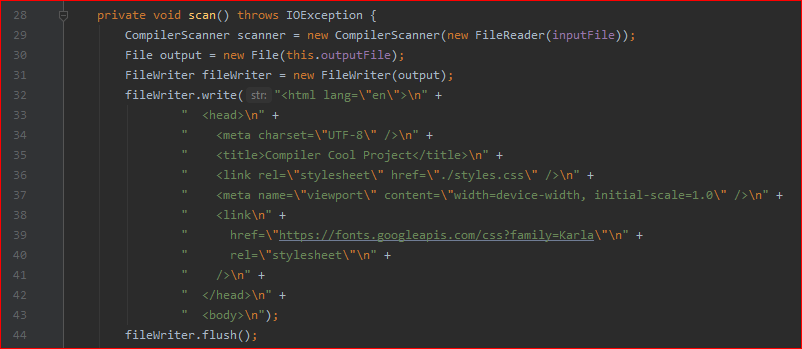 28 private void scan() throws IOException {
29 CompilerScanner scanner = new CompilerScanner(new FileReader(inputFile));
30 File output = new File(this.outputFile);
31 FileWriter fileWriter = new FileWriter(output);
32 fileWriter.write( str: "<html lang=\"en\">\n" +
33 "  <head>\n" +
34 "    <meta charset=\"UTF-8\" />\n" +
35 "    <title>Compiler Cool Project</title>\n" +
36 "    <link rel=\"stylesheet\" href=\"./styles.css\" />\n" +
37 "    <meta name=\"viewport\" content=\"width=device-width, initial-scale=1.0\" />\n" +
38 "    <link\n" +
39 "      href=\"https://fonts.googleapis.com/css?family=Karla\"\n" +
40 "      rel=\"stylesheet\"\n" +
41 "    />\n" +
42 "  </head>\n" +
43 "  <body>\n");
44 fileWriter.flush();